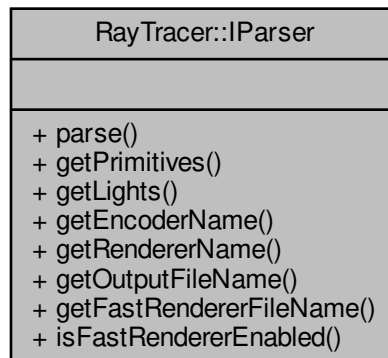 RayTracer::IParser
+ parse()
+ getPrimitives()
+ getLights()
+ getEncoderName()
+ getRendererName()
+ getOutputFileName()
+ getFastRendererFileName()
+ isFastRendererEnabled()